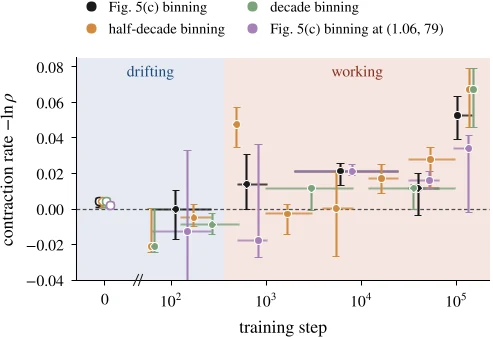 Fig. 5(c) binning
decade binning
half-decade binning
Fig. 5(c) binning at (1.06, 79)
drifting
working
contraction rate −ln ρ
0.08
0.06
0.04
0.02
0.00
−0.02
−0.04
0
10²
10³
10⁴
10⁵
training step